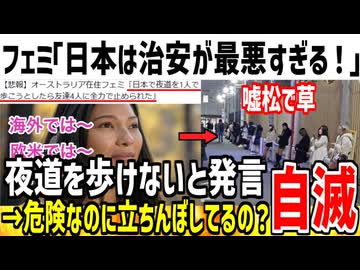 フェミ「日本は治安が最悪すぎる！」
【悲報】オーストラリア在住フェミ「日本で夜道を1人で
歩こうとしたら友達4人に全力で止められた」
嘘松で草
海外では〜
欧米では〜
夜道を歩けないと発言
→危険なのに立ちんぼしてるの？
自滅